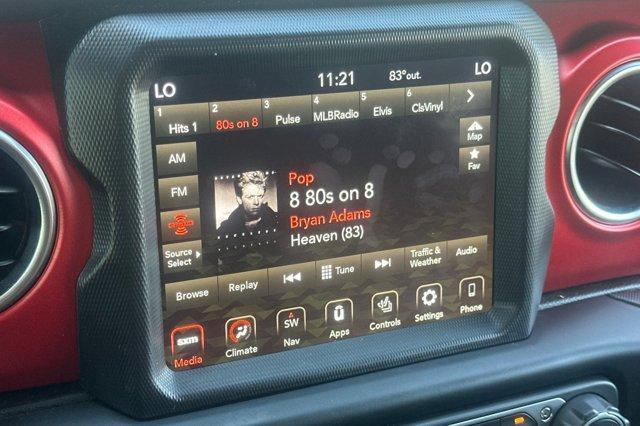 LO 11:21 83° out. LO
1 2 3 4 5 6
Hits 1 80s on 8 Pulse MLBRadio Elvis ClsVinyl
AM
Map
FM
Fav
Pop
8 80s on 8
Bryan Adams
Heaven (83)
Source
Select
Browse Replay Tune Traffic & Weather Audio
sxm SW ü
Media Climate Nav Apps Controls Settings Phone